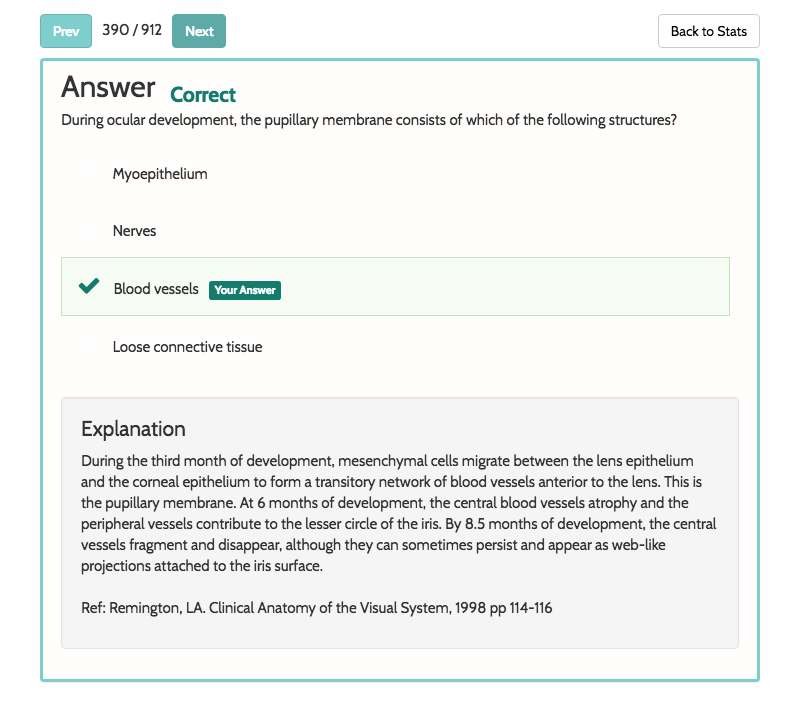 Prev 390 / 912 Next Back to Stats
Answer Correct
During ocular development, the pupillary membrane consists of which of the following structures?
Myoepithelium
Nerves
Blood vessels Your Answer
Loose connective tissue
Explanation
During the third month of development, mesenchymal cells migrate between the lens epithelium
and the corneal epithelium to form a transitory network of blood vessels anterior to the lens. This is
the pupillary membrane. At 6 months of development, the central blood vessels atrophy and the
peripheral vessels contribute to the lesser circle of the iris. By 8.5 months of development, the central
vessels fragment and disappear, although they can sometimes persist and appear as web-like
projections attached to the iris surface.
Ref: Remington, LA. Clinical Anatomy of the Visual System, 1998 pp 114-116